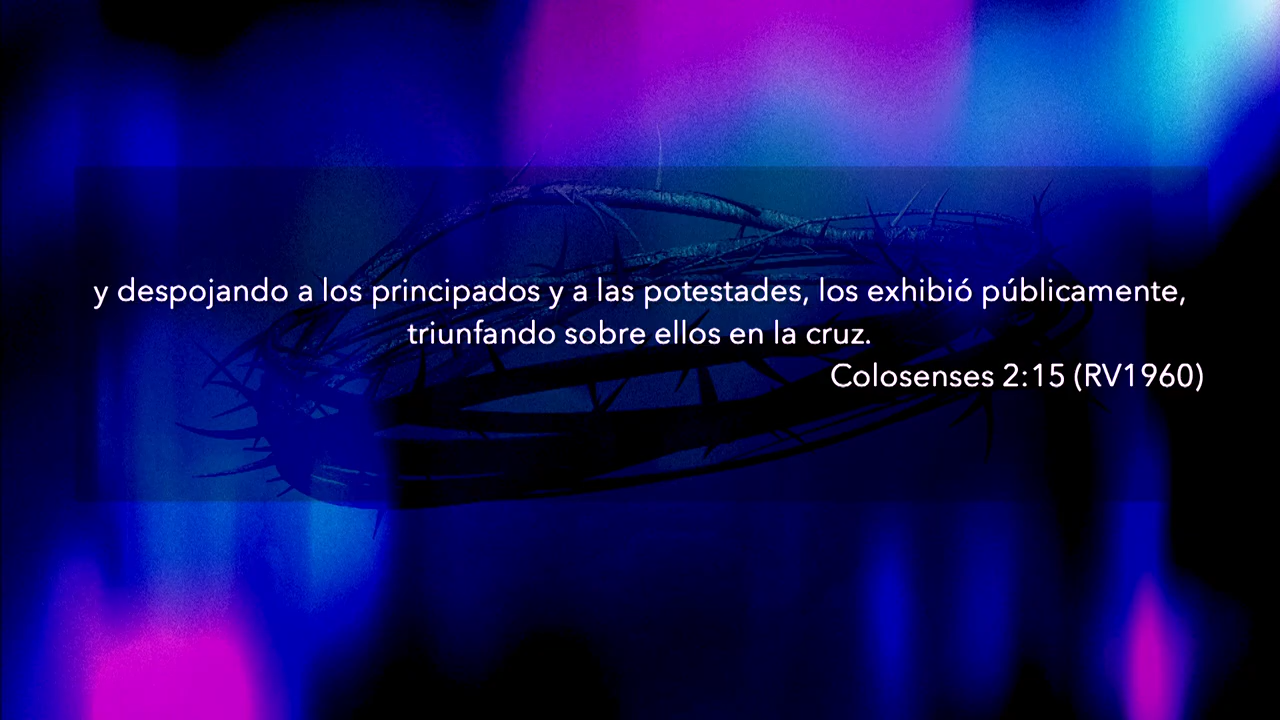 y despojando a los principados y a las potestades, los exhibió públicamente,
triunfando sobre ellos en la cruz.
Colosenses 2:15 (RV1960)